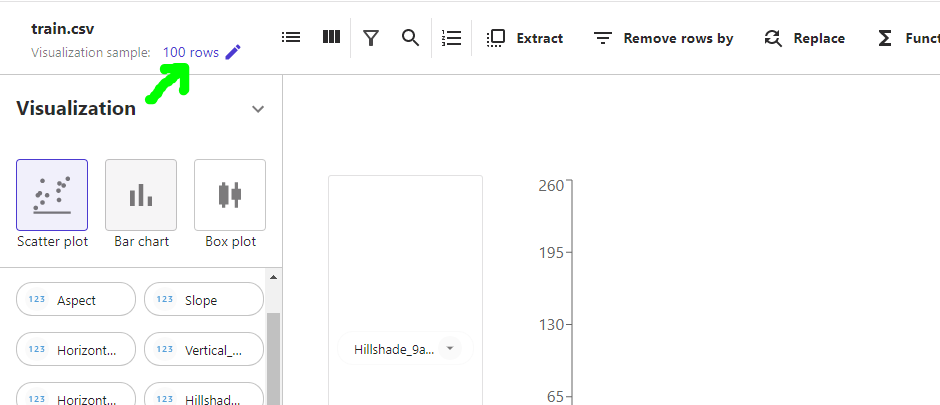 train.csv
Visualization sample: 100 rows
Extract
Remove rows by
Replace
Funct
Visualization
Scatter plot
Bar chart
Box plot
123 Aspect
123 Slope
123 Horizont...
123 Vertical_...
123 Horizont...
123 Hillshad...
Hillshade_9a...
260
195
130
65